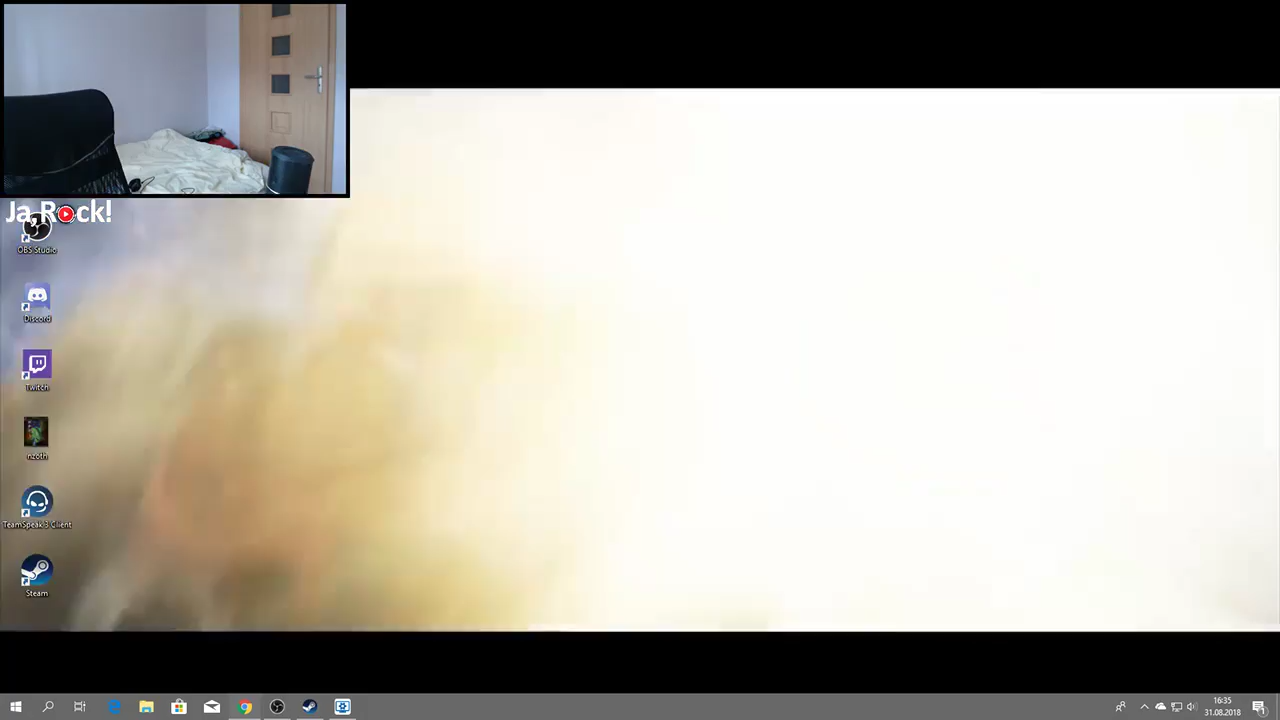 Ja,Rock!
OBS Studio
Discord
Twitch
nzoth
TeamSpeak 3 Client
Steam
16:35
31.08.2018